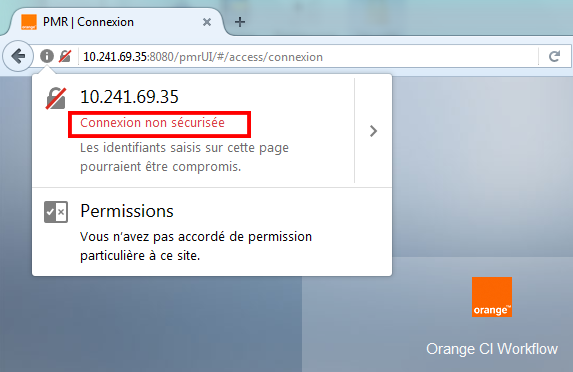 PMR | Connexion
10.241.69.35:8080/pmrUI/#/access/connexion
10.241.69.35
Connexion non sécurisée
Les identifiants saisis sur cette page
pourraient être compromis.
Permissions
Vous n'avez pas accordé de permission
particulière à ce site.
orange™
Orange CI Workflow